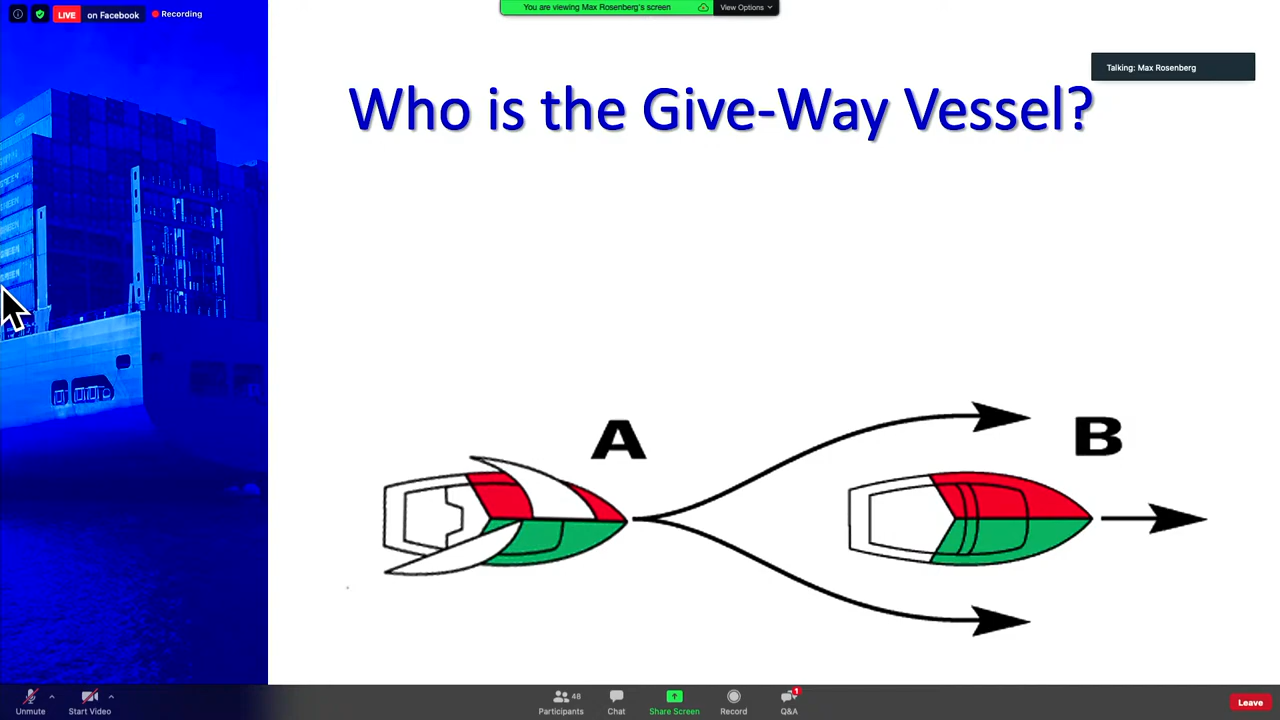 LIVE on Facebook Recording
You are viewing Max Rosenberg's screen View Options
Talking: Max Rosenberg
Who is the Give-Way Vessel?
A
B
Unmute
Start Video
48
Participants
Chat
Share Screen
Record
1
Q&A
Leave